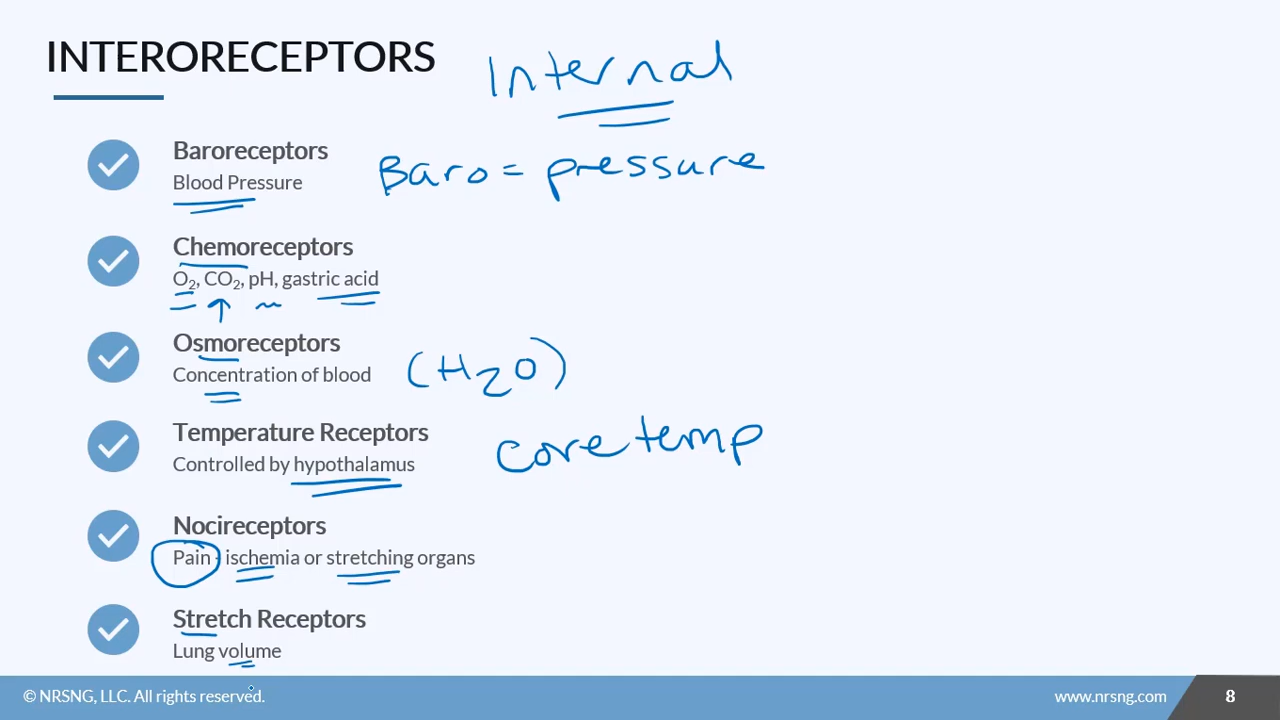 INTERORECEPTORS Internal
Baroreceptors
Blood Pressure Baro = pressure
Chemoreceptors
O₂, CO₂, pH, gastric acid
= ↑ ~
Osmoreceptors
Concentration of blood (H₂O)
Temperature Receptors core temp
Controlled by hypothalamus
Nocireceptors
Pain - ischemia or stretching organs
Stretch Receptors
Lung volume
© NRSNG, LLC. All rights reserved. www.nrsng.com 8